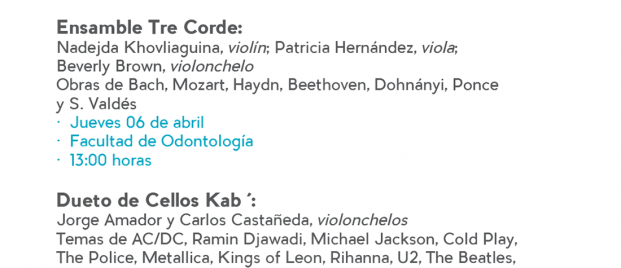 Ensamble Tre Corde:
Nadejda Khovliaguina, violín; Patricia Hernández, viola;
Beverly Brown, violonchelo
Obras de Bach, Mozart, Haydn, Beethoven, Dohnányi, Ponce
y S. Valdés
· Jueves 06 de abril
· Facultad de Odontología
· 13:00 horas
Dueto de Cellos Kab ´:
Jorge Amador y Carlos Castañeda, violonchelos
Temas de AC/DC, Ramin Djawadi, Michael Jackson, Cold Play,
The Police, Metallica, Kings of Leon, Rihanna, U2, The Beatles,